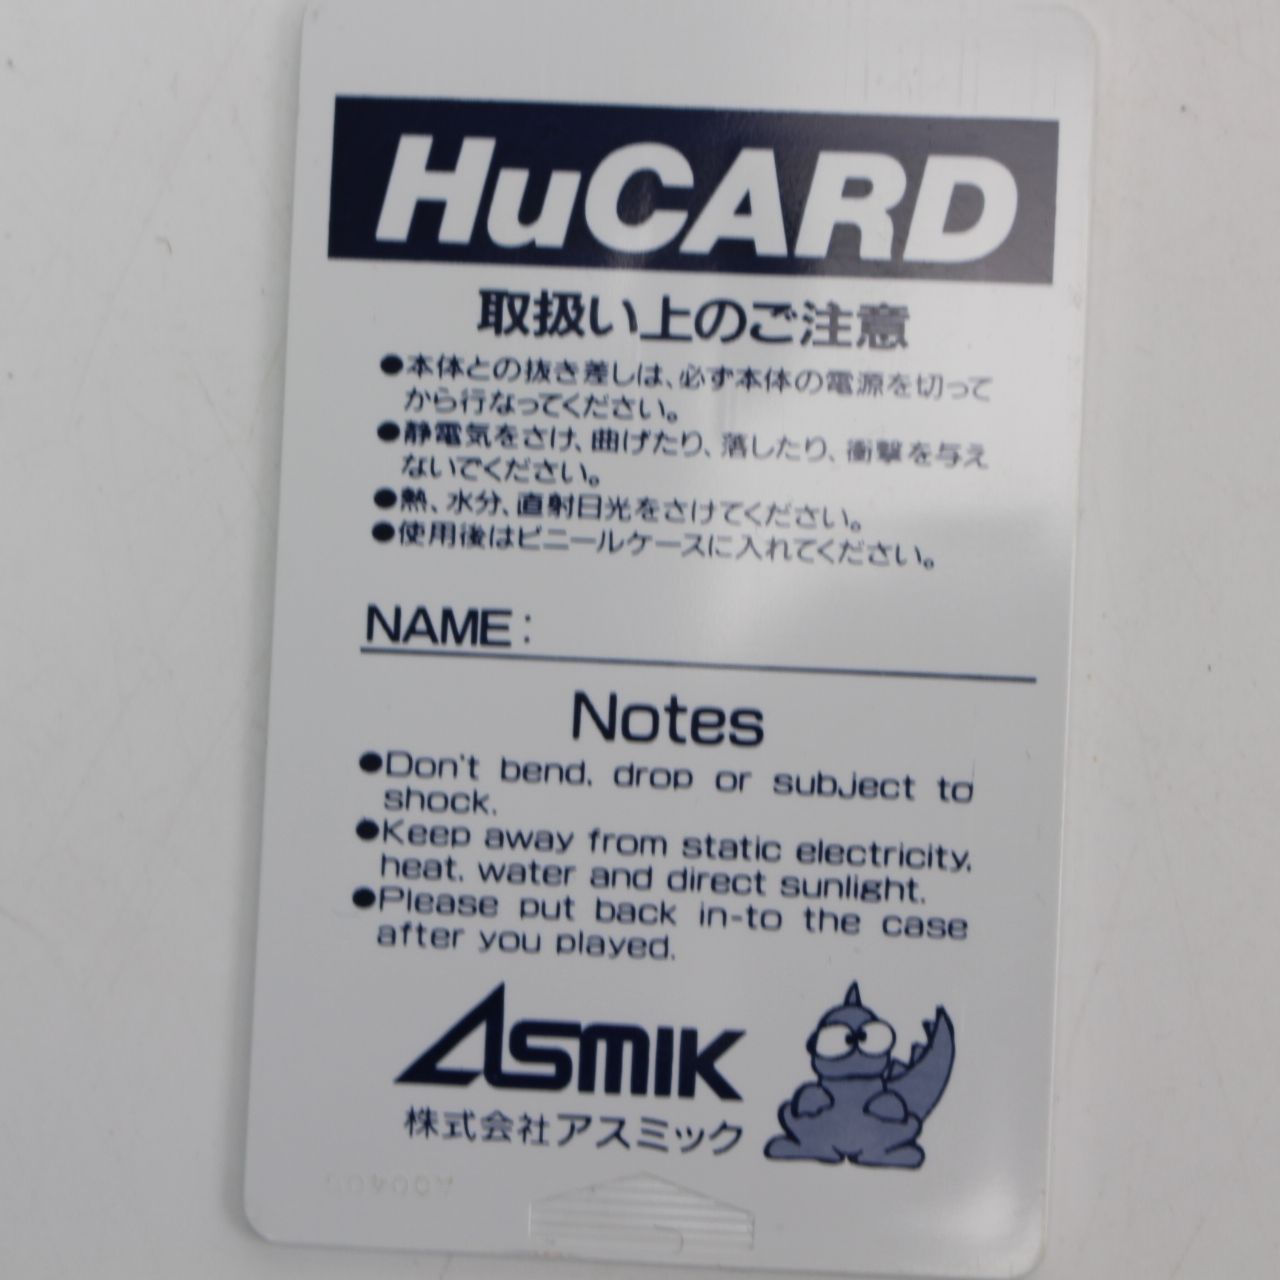 HuCARD
取扱い上のご注意
●本体との抜き差しは、必ず本体の電源を切って
から行なってください。
●静電気をさけ、曲げたり、落したり、衝撃を与え
ないでください。
●熱、水分、直射日光をさけてください。
●使用後はビニールケースに入れてください。
NAME:
Notes
●Don't bend, drop or subject to
shock.
●Keep away from static electricity,
heat, water and direct sunlight.
●Please put back in-to the case
after you played.
ASMIK
株式会社アスミック